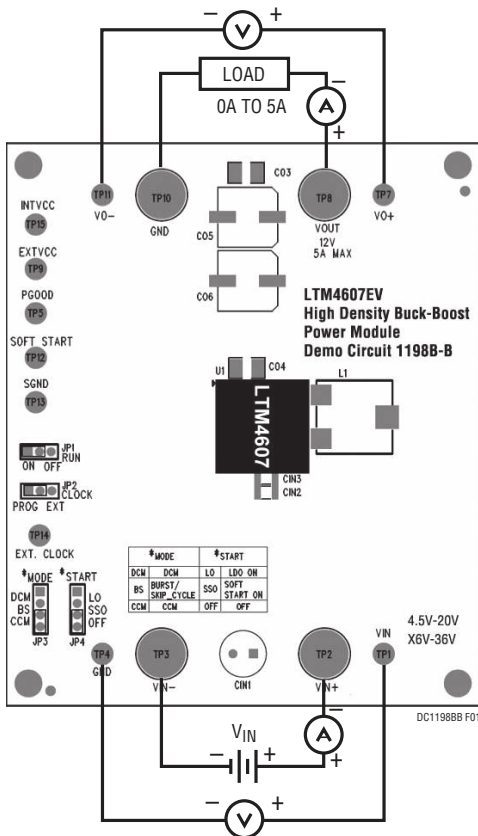 − V +
LOAD
0A TO 5A
−
A
+
TP11
VO-
TP10
GND
CO3
TP8
VOUT
12V
5A MAX
TP7
VO+
INTVCC
TP15
EXTVCC
TP9
PGOOD
TP5
SOFT START
TP12
SGND
TP13
CO5
CO6
LTM4607EV
High Density Buck-Boost
Power Module
Demo Circuit 1198B-B
U1
CO4
L1
LTM4607
CIN3
CIN2
JP1
RUN
ON OFF
JP2
CLOCK
PROG EXT
TP14
EXT. CLOCK
*MODE *START
DCM
BS
CCM
LO
SSO
OFF
JP3
JP4
*MODE *START
DCM DCM LO LDO ON
BS BURST/ SKIP_CYCLE SSO SOFT START ON
CCM CCM OFF OFF
TP4
GND
TP3
VIN-
CIN1
TP2
VIN+
VIN
TP1
4.5V-20V
X6V-36V
DC1198BB F01
−
A
+
VIN
− +
− V +